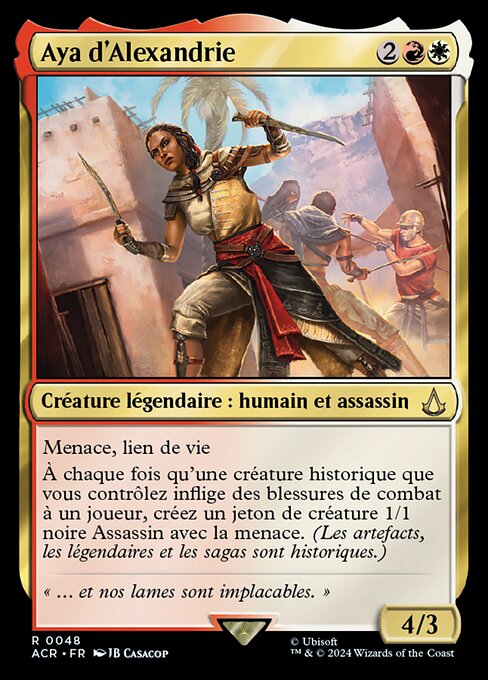 Aya d'Alexandrie 2
Créature légendaire : humain et assassin
Menace, lien de vie
À chaque fois qu'une créature historique que
vous contrôlez inflige des blessures de combat
à un joueur, créez un jeton de créature 1/1
noire Assassin avec la menace. (Les artefacts,
les légendaires et les sagas sont historiques.)
« … et nos lames sont implacables. »
4/3
R 0048
ACR • FR JB Casacop
© Ubisoft
™ & © 2024 Wizards of the Coast